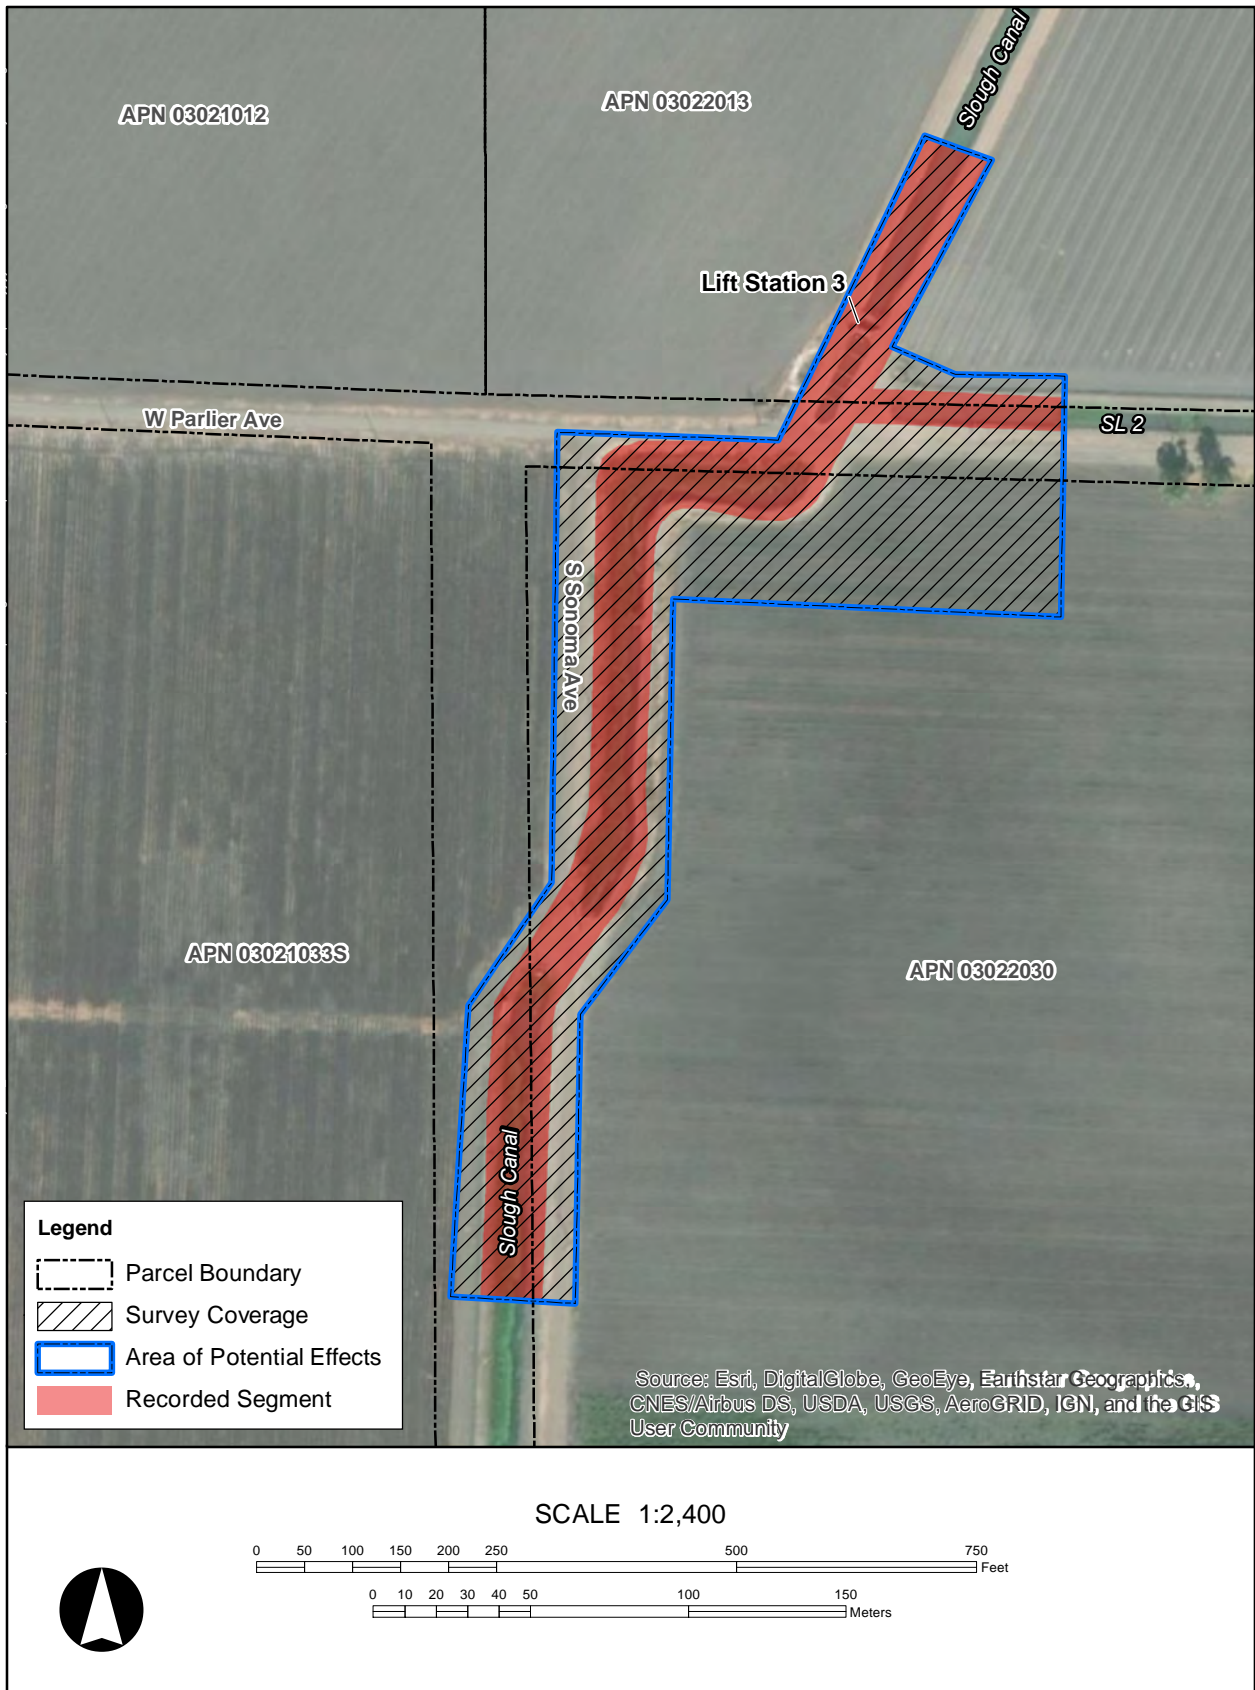 Slough Canal
APN 03021012
APN 03022013
Lift Station 3
W Parlier Ave
SL 2
S Sonoma Ave
APN 03021033S
APN 03022030
Slough Canal
Legend
Parcel Boundary
Survey Coverage
Area of Potential Effects
Recorded Segment
Source: Esri, DigitalGlobe, GeoEye, Earthstar Geographics,
CNES/Airbus DS, USDA, USGS, AeroGRID, IGN, and the GIS
User Community
SCALE 1:2,400
0 50 100 150 200 250 500 750
Feet
0 10 20 30 40 50 100 150
Meters